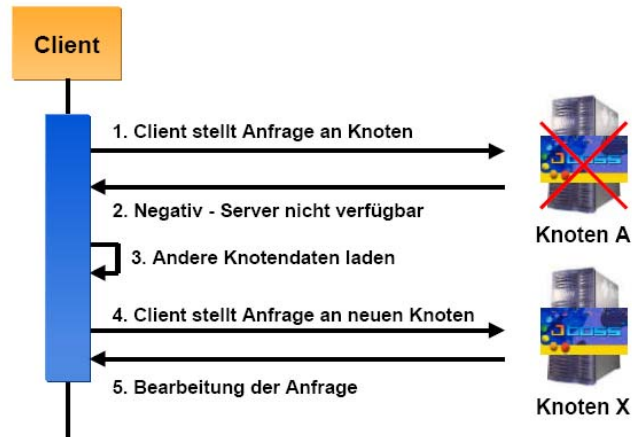 Client
1. Client stellt Anfrage an Knoten
2. Negativ - Server nicht verfügbar
Knoten A
3. Andere Knotendaten laden
4. Client stellt Anfrage an neuen Knoten
5. Bearbeitung der Anfrage
Knoten X
JBoss